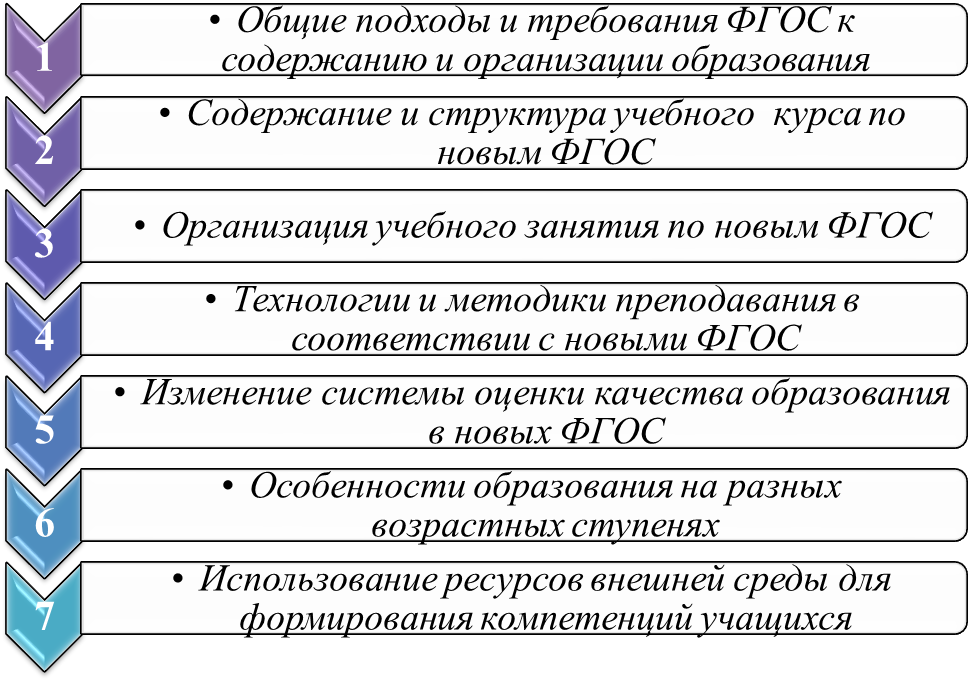 1
• Общие подходы и требования ФГОС к
содержанию и организации образования
2
• Содержание и структура учебного курса по
новым ФГОС
3
• Организация учебного занятия по новым ФГОС
4
• Технологии и методики преподавания в
соответствии с новыми ФГОС
5
• Изменение системы оценки качества образования
в новых ФГОС
6
• Особенности образования на разных
возрастных ступенях
7
• Использование ресурсов внешней среды для
формирования компетенций учащихся